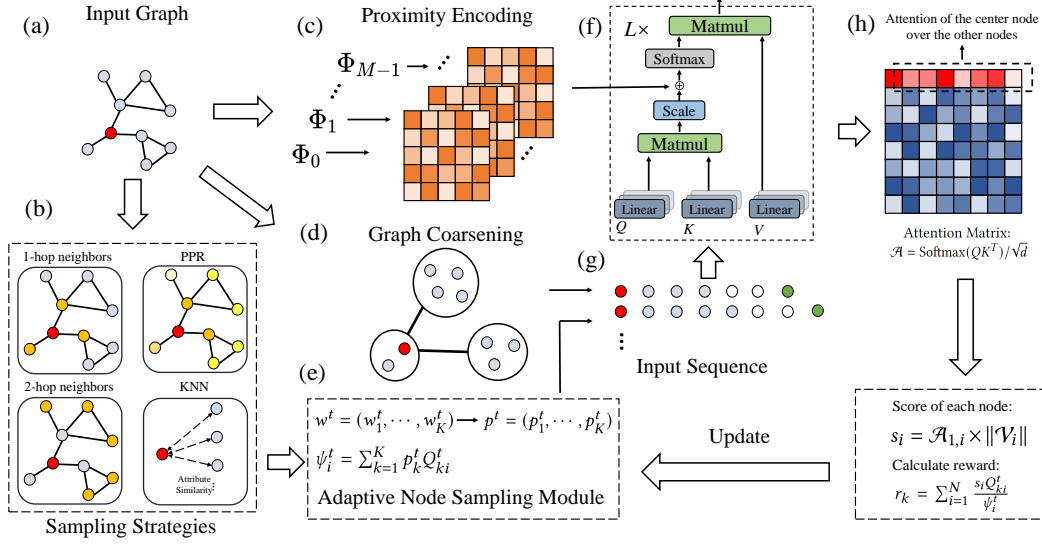 Input Graph
(a)
(b)
1-hop neighbors
PPR
2-hop neighbors
KNN
Attribute
Similarity
Sampling Strategies
(c)
Proximity Encoding
Φ_{M−1}
Φ_1
Φ_0
(d)
Graph Coarsening
(e)
w^t = (w_1^t, ⋯, w_K^t) ⟶ p^t = (p_1^t, ⋯, p_K^t)
ψ_i^t = ∑_{k=1}^K p_k^t Q_{ki}^t
Adaptive Node Sampling Module
(f)
L×
Matmul
Softmax
⊕
Scale
Matmul
Linear
Linear
Linear
Q
K
V
(g)
Input Sequence
(h)
Attention of the center node
over the other nodes
Attention Matrix:
𝒜 = Softmax(QK^T)/√d
Score of each node:
s_i = 𝒜_{1,i} × ‖𝒱_i‖
Calculate reward:
r_k = ∑_{i=1}^N s_i Q_{ki}^t / ψ_i^t
Update